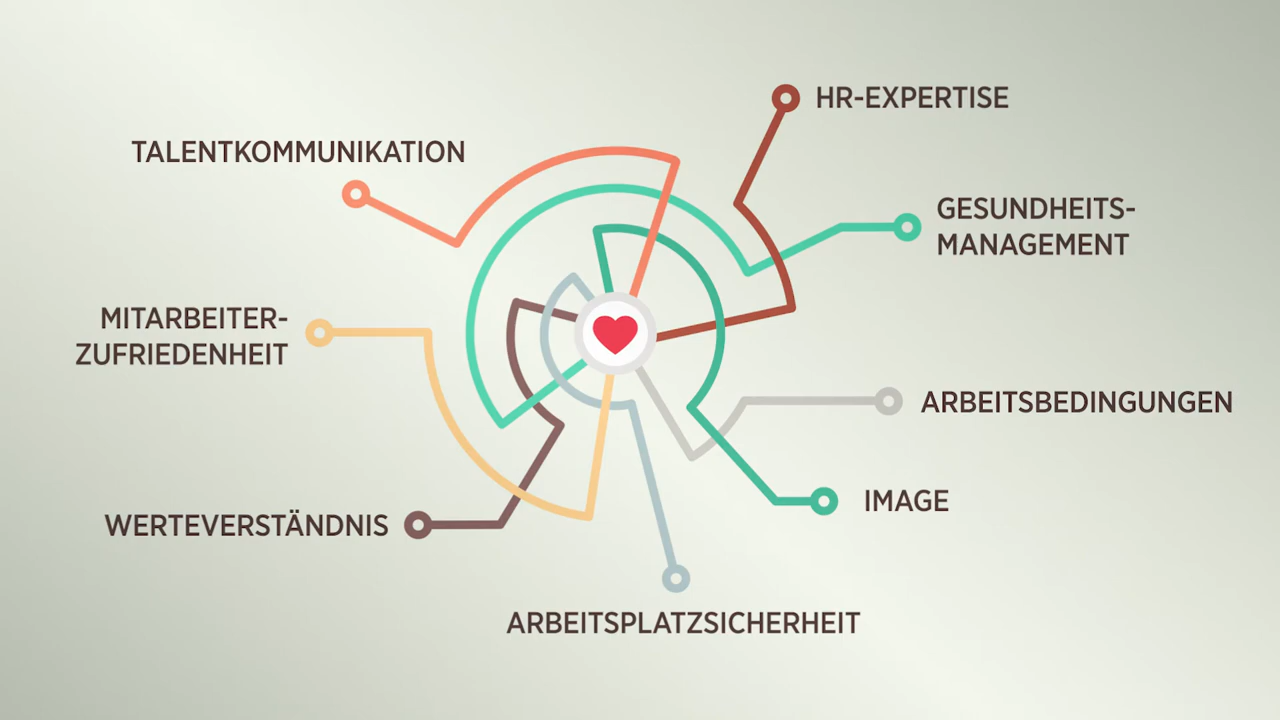 HR-EXPERTISE
TALENTKOMMUNIKATION
GESUNDHEITS-
MANAGEMENT
MITARBEITER-
ZUFRIEDENHEIT
ARBEITSBEDINGUNGEN
IMAGE
WERTEVERSTÄNDNIS
ARBEITSPLATZSICHERHEIT